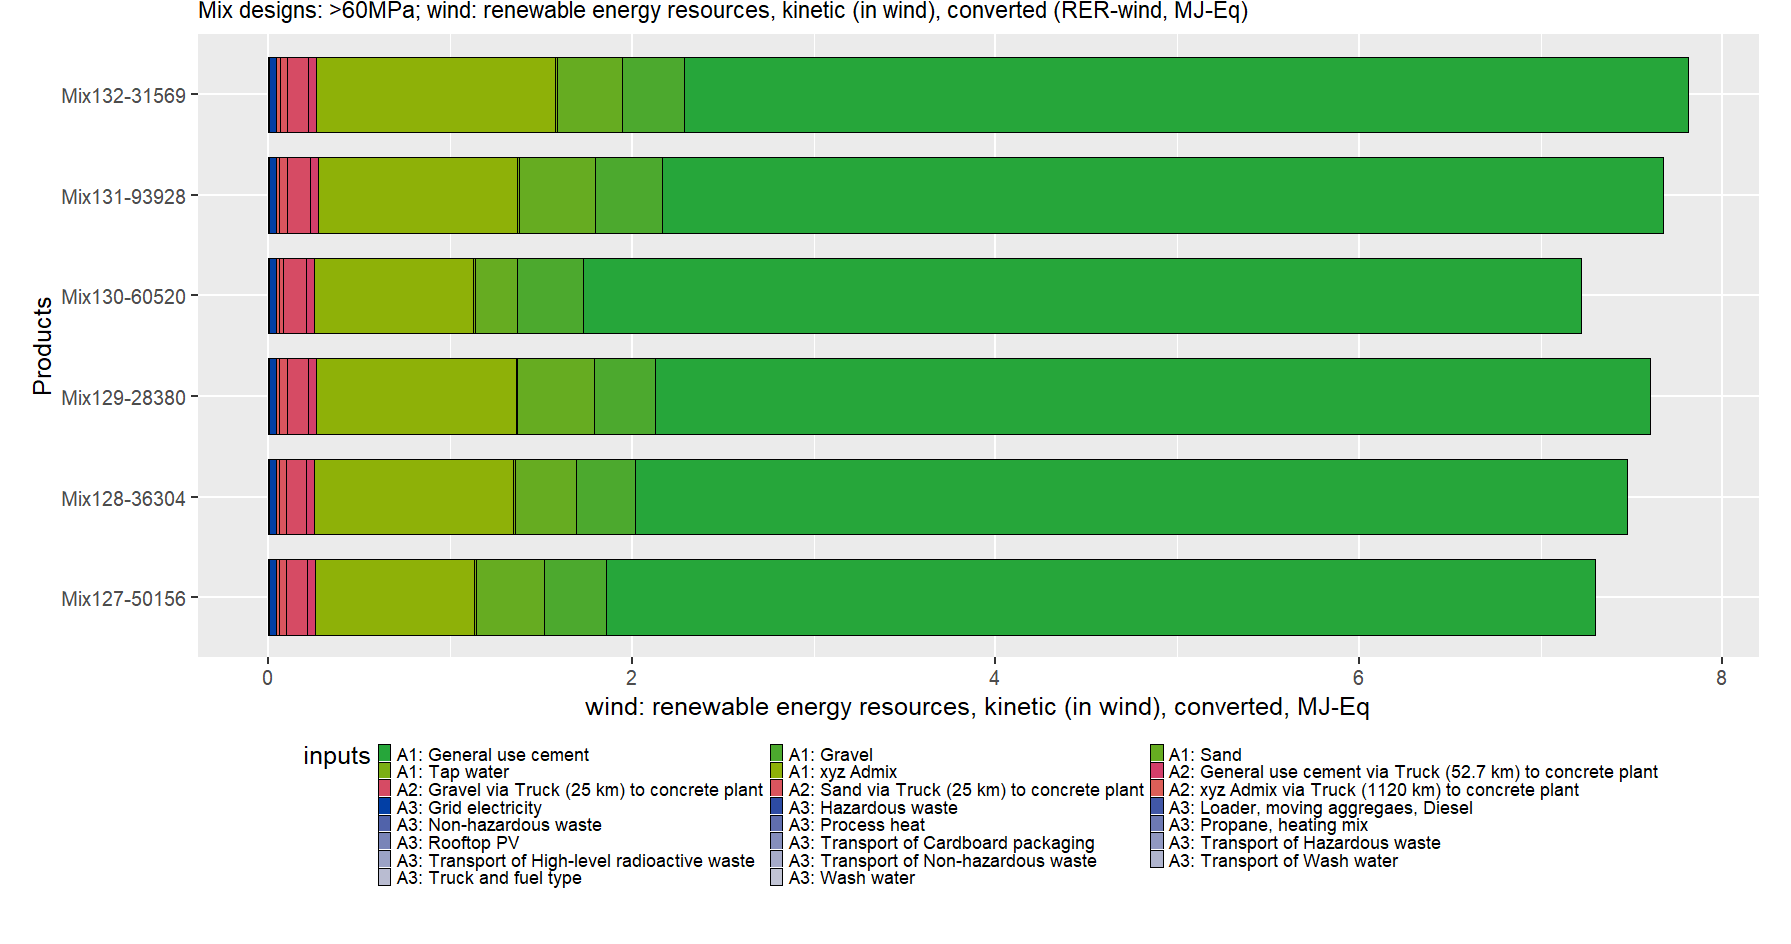 Mix designs: >60MPa; wind: renewable energy resources, kinetic (in wind), converted (RER-wind, MJ-Eq)
Products
Mix132-31569
Mix131-93928
Mix130-60520
Mix129-28380
Mix128-36304
Mix127-50156
0 2 4 6 8
wind: renewable energy resources, kinetic (in wind), converted, MJ-Eq
inputs
A1: General use cement A1: Gravel A1: Sand
A1: Tap water A1: xyz Admix A2: General use cement via Truck (52.7 km) to concrete plant
A2: Gravel via Truck (25 km) to concrete plant A2: Sand via Truck (25 km) to concrete plant A2: xyz Admix via Truck (1120 km) to concrete plant
A3: Grid electricity A3: Hazardous waste A3: Loader, moving aggregaes, Diesel
A3: Non-hazardous waste A3: Process heat A3: Propane, heating mix
A3: Rooftop PV A3: Transport of Cardboard packaging A3: Transport of Hazardous waste
A3: Transport of High-level radioactive waste A3: Transport of Non-hazardous waste A3: Transport of Wash water
A3: Truck and fuel type A3: Wash water